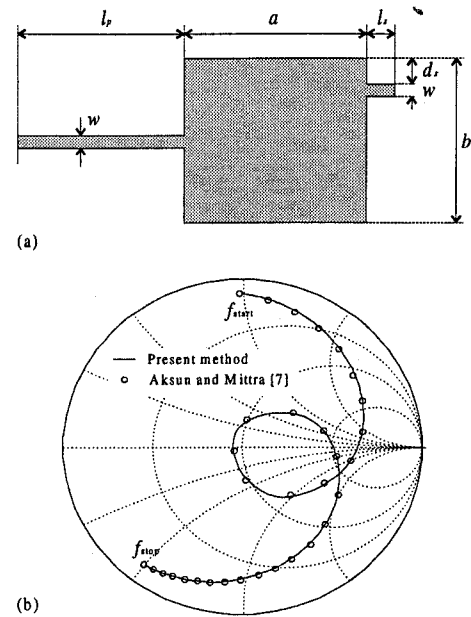 l_p
a
l_s
d_s
w
w
b
(a)
f_start
Present method
Aksun and Mittra [7]
f_stop
(b)